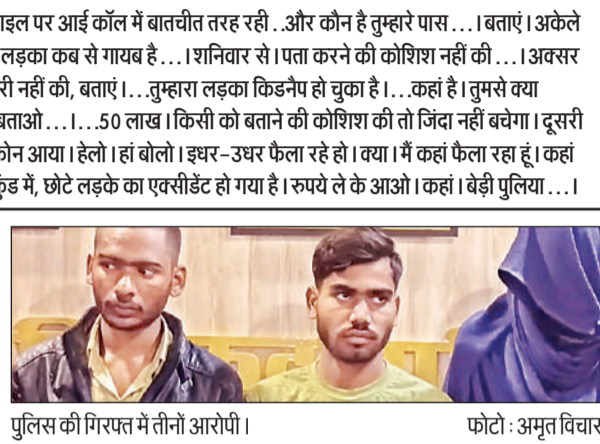 पर आई कॉल में बातचीत तरह रही ..और कौन है तुम्हारे पास ...। बताएं। अकेले
लड़का कब से गायब है ...। शनिवार से। पता करने की कोशिश नहीं की ...। अक्सर
नहीं की, बताएं।...तुम्हारा लड़का किडनैप हो चुका है।...कहां है। तुमसे क्या
...।...50 लाख। किसी को बताने की कोशिश की तो जिंदा नहीं बचेगा। दूसरी
आया। हेलो। हां बोलो। इधर-उधर फैला रहे हो। क्या। मैं कहां फैला रहा हूं। कहां
में, छोटे लड़के का एक्सीडेंट हो गया है। रुपये ले के आओ। कहां। बेड़ी पुलिया ...।
पुलिस की गिरफ्त में तीनों आरोपी।
फोटो : अमृत विचार